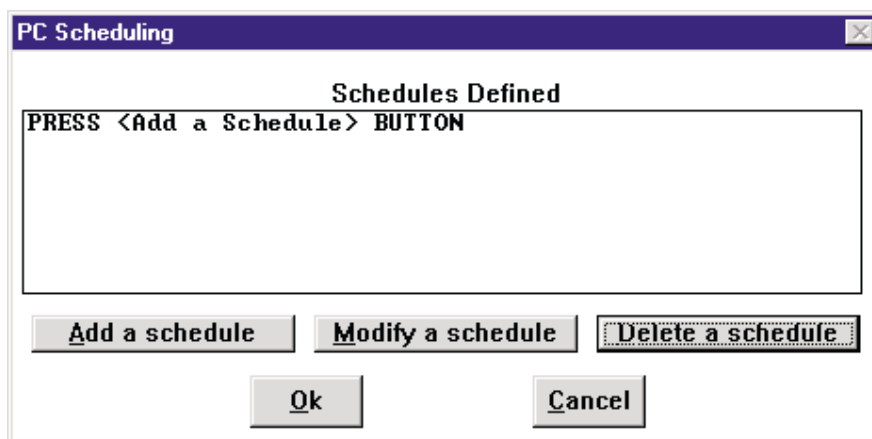 PC Scheduling
Schedules Defined
PRESS <Add a Schedule> BUTTON
Add a schedule Modify a schedule Delete a schedule
Ok Cancel